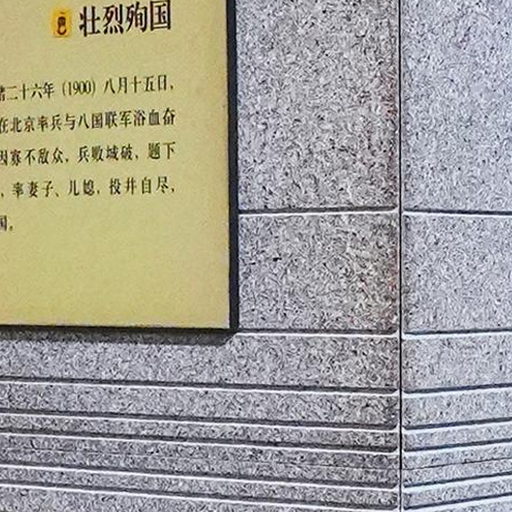 壮烈殉国
二十六年（1900）八月十五日，
在北京率兵与八国联军浴血奋
因寡不敌众，兵败城破，题下
，率妻子、儿媳，投井自尽，
国。